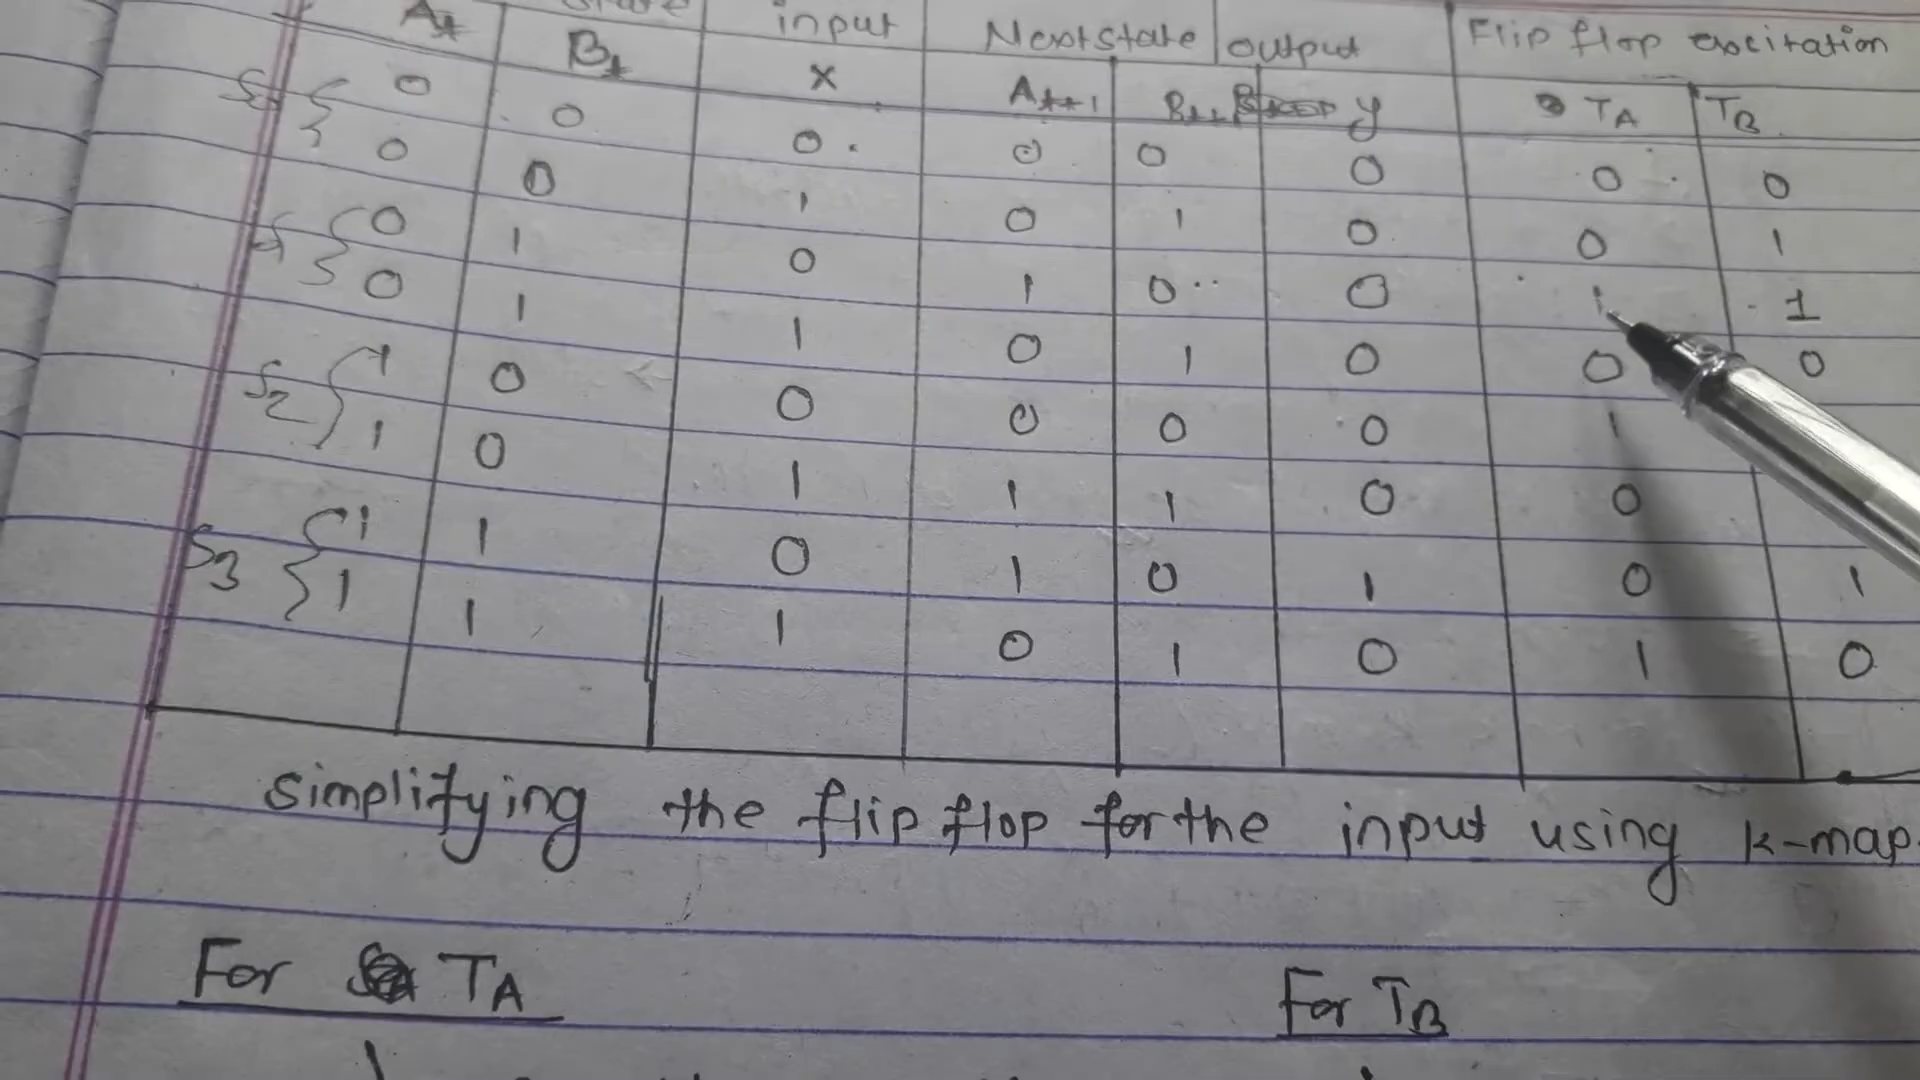 state input Next state output Flip flop excitation
At Bt X At+1 y TA TB
S0 0 0 0 0 0 0 0 0
0 0 1 0 1 0 0 1
S1 0 1 0 1 0 0 1 1
0 1 1 0 1 0 0 0
S2 1 0 0 0 0 0 1
1 0 1 1 1 0 0
S3 1 1 0 1 0 1 0 1
1 1 1 0 1 0 1 0
simplifying the flip flop for the input using k-map.
For TA For TB